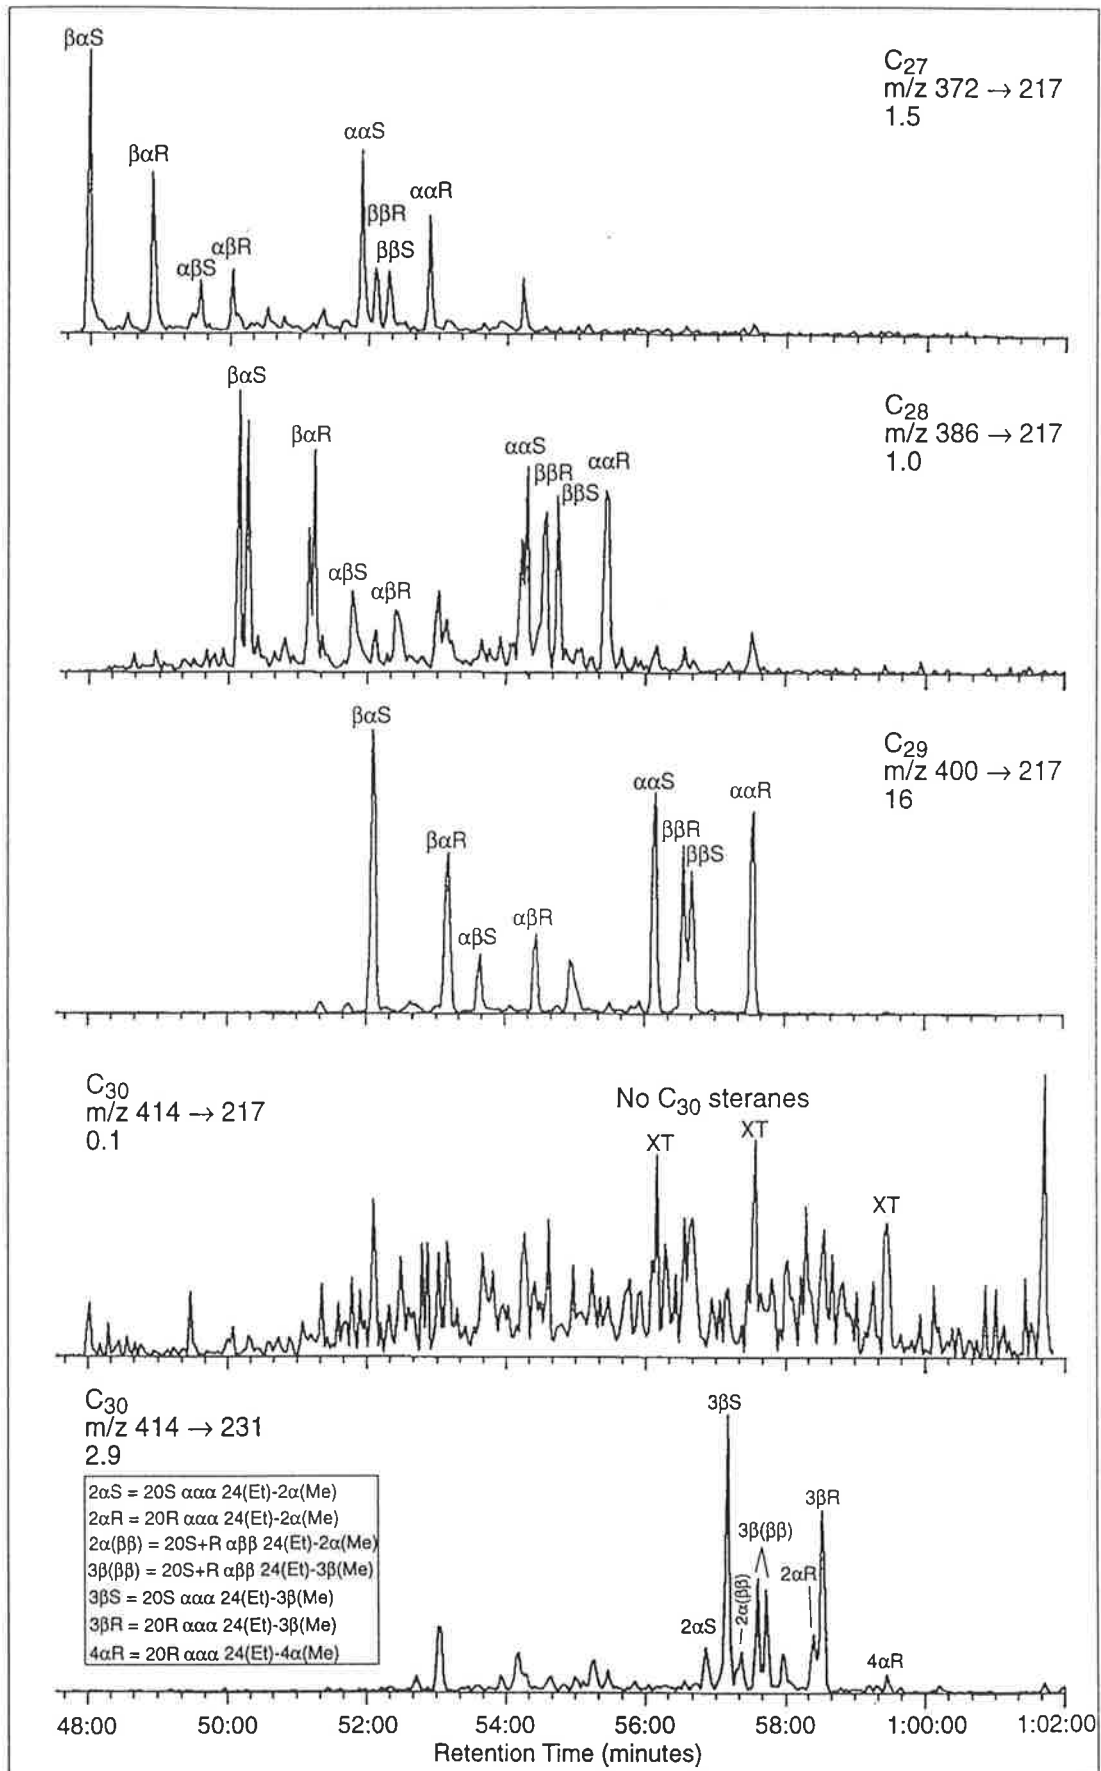 βαS
C27
m/z 372 → 217
1.5
βαR
ααS
ααR
ββR
ββS
αβS
αβR
βαS
C28
m/z 386 → 217
1.0
βαR
ααS
ββR
ααR
ββS
αβS
αβR
βαS
C29
m/z 400 → 217
16
ααS
ααR
βαR
ββR
ββS
αβS
αβR
C30
m/z 414 → 217
0.1
No C30 steranes
XT
XT
XT
C30
m/z 414 → 231
2.9
2αS = 20S ααα 24(Et)-2α(Me)
2αR = 20R ααα 24(Et)-2α(Me)
2α(ββ) = 20S+R αββ 24(Et)-2α(Me)
3β(ββ) = 20S+R αββ 24(Et)-3β(Me)
3βS = 20S ααα 24(Et)-3β(Me)
3βR = 20R ααα 24(Et)-3β(Me)
4αR = 20R ααα 24(Et)-4α(Me)
3βS
3βR
3β(ββ)
2αR
2α(ββ)
2αS
4αR
48:00 50:00 52:00 54:00 56:00 58:00 1:00:00 1:02:00
Retention Time (minutes)